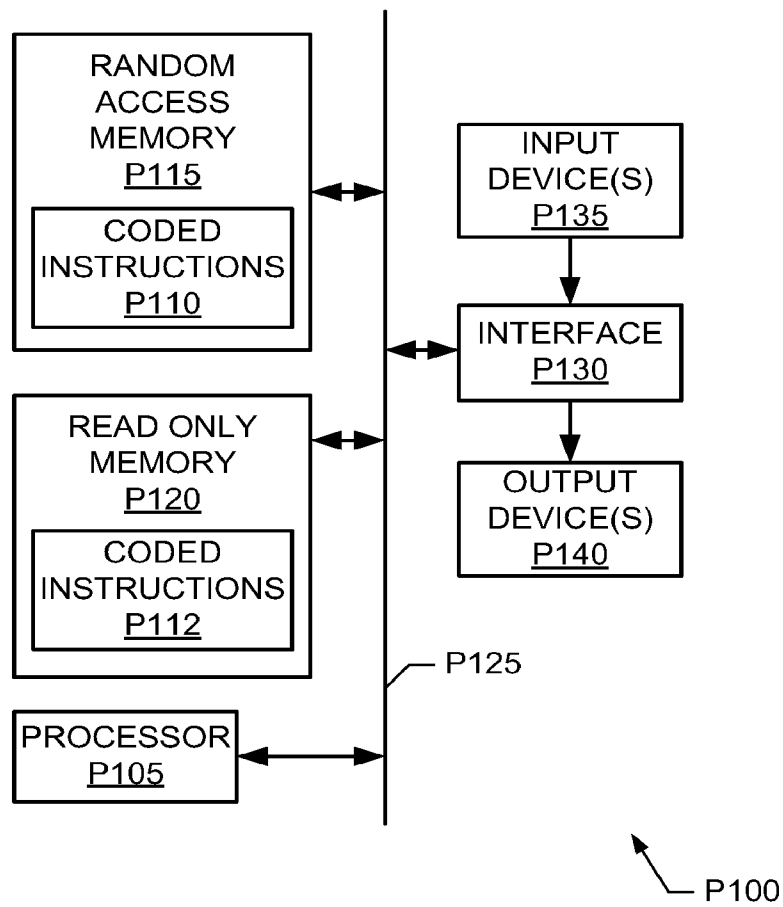 RANDOM
ACCESS
MEMORY
P115
CODED
INSTRUCTIONS
P110
READ ONLY
MEMORY
P120
CODED
INSTRUCTIONS
P112
PROCESSOR
P105
INPUT
DEVICE(S)
P135
INTERFACE
P130
OUTPUT
DEVICE(S)
P140
P125
P100